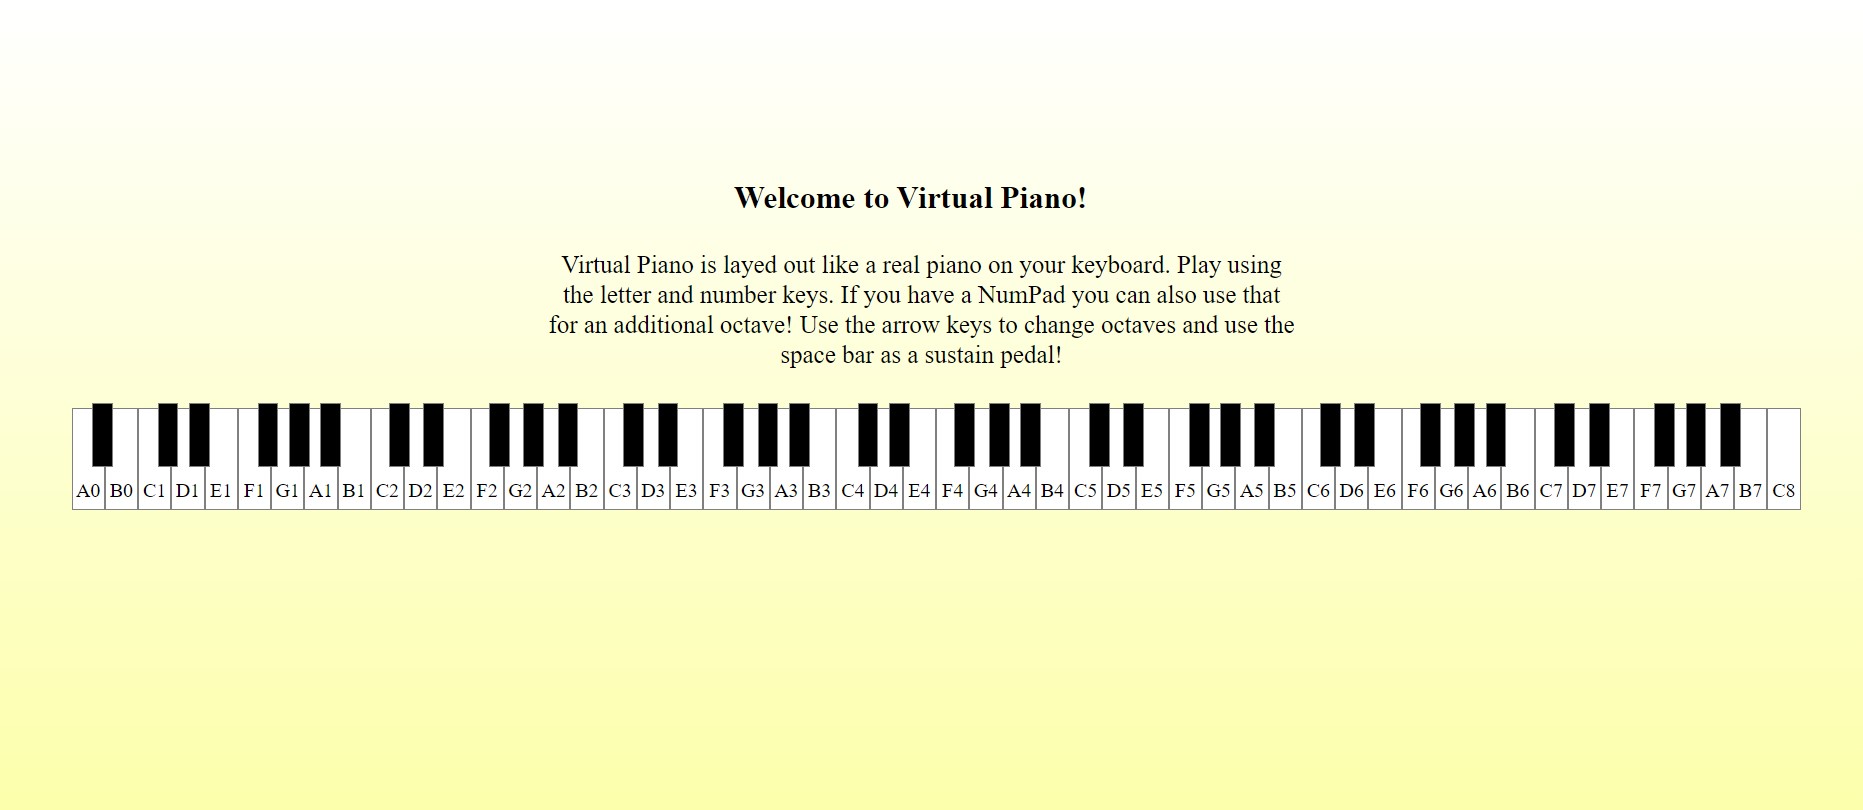 Welcome to Virtual Piano!
Virtual Piano is layed out like a real piano on your keyboard. Play using
the letter and number keys. If you have a NumPad you can also use that
for an additional octave! Use the arrow keys to change octaves and use the
space bar as a sustain pedal!
A0 B0 C1 D1 E1 F1 G1 A1 B1 C2 D2 E2 F2 G2 A2 B2 C3 D3 E3 F3 G3 A3 B3 C4 D4 E4 F4 G4 A4 B4 C5 D5 E5 F5 G5 A5 B5 C6 D6 E6 F6 G6 A6 B6 C7 D7 E7 F7 G7 A7 B7 C8